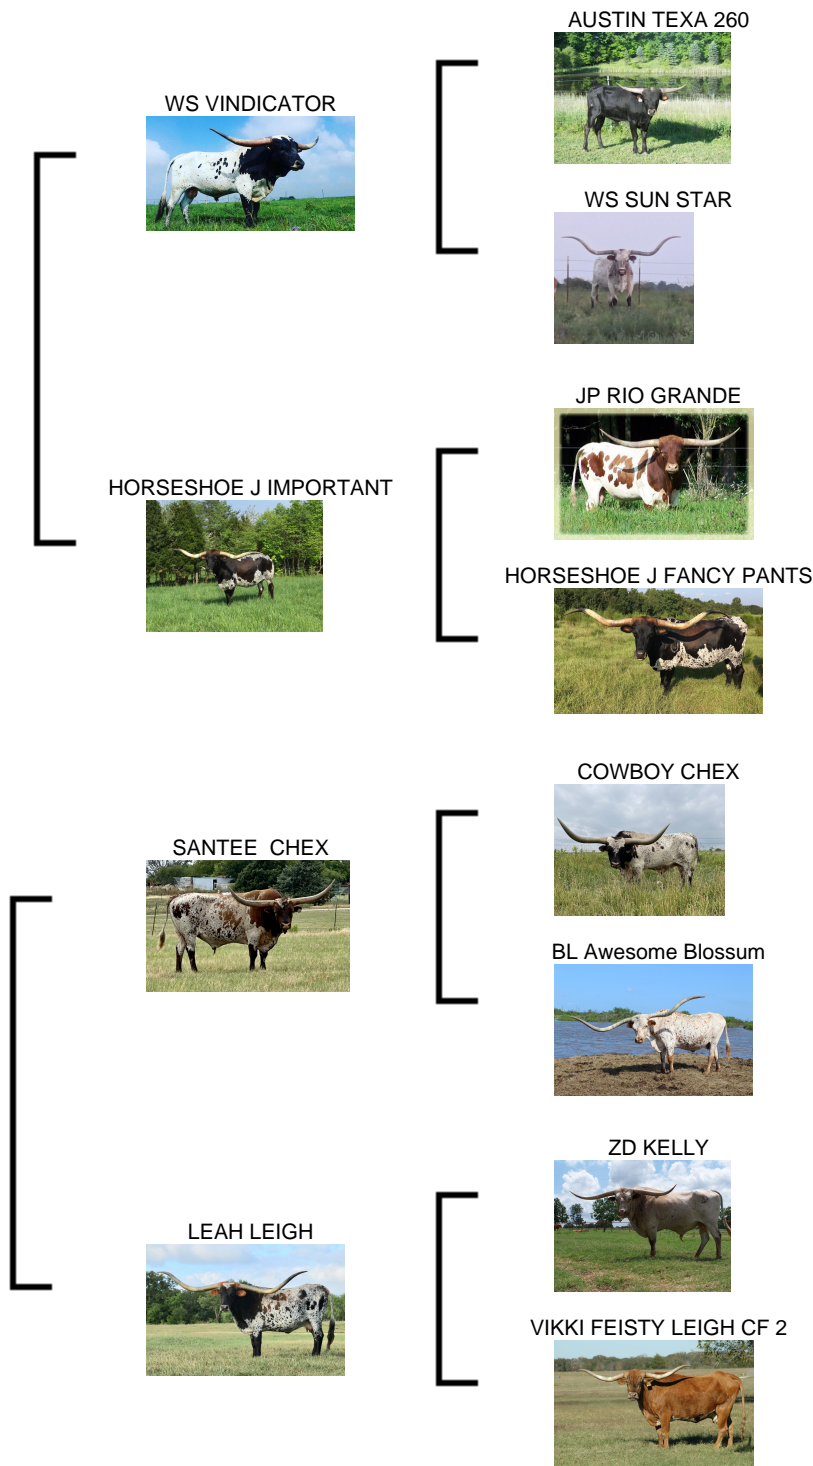 AUSTIN TEXA 260
WS VINDICATOR
WS SUN STAR
JP RIO GRANDE
HORSESHOE J IMPORTANT
HORSESHOE J FANCY PANTS
COWBOY CHEX
SANTEE  CHEX
BL Awesome Blossum
ZD KELLY
LEAH LEIGH
VIKKI FEISTY LEIGH CF 2